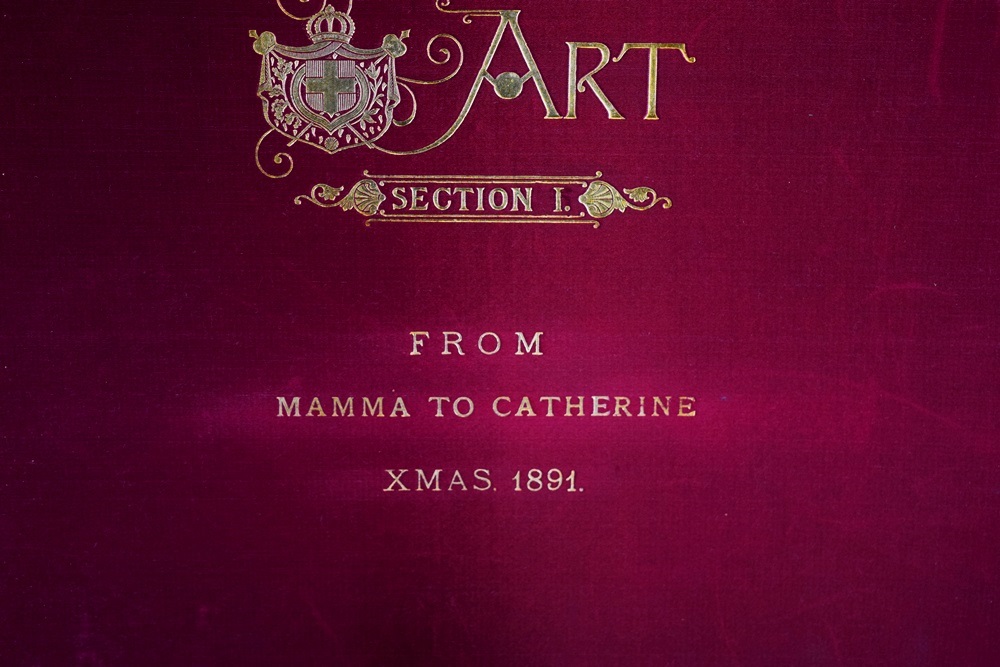 ART
SECTION I.
FROM
MAMMA TO CATHERINE
XMAS. 1891.